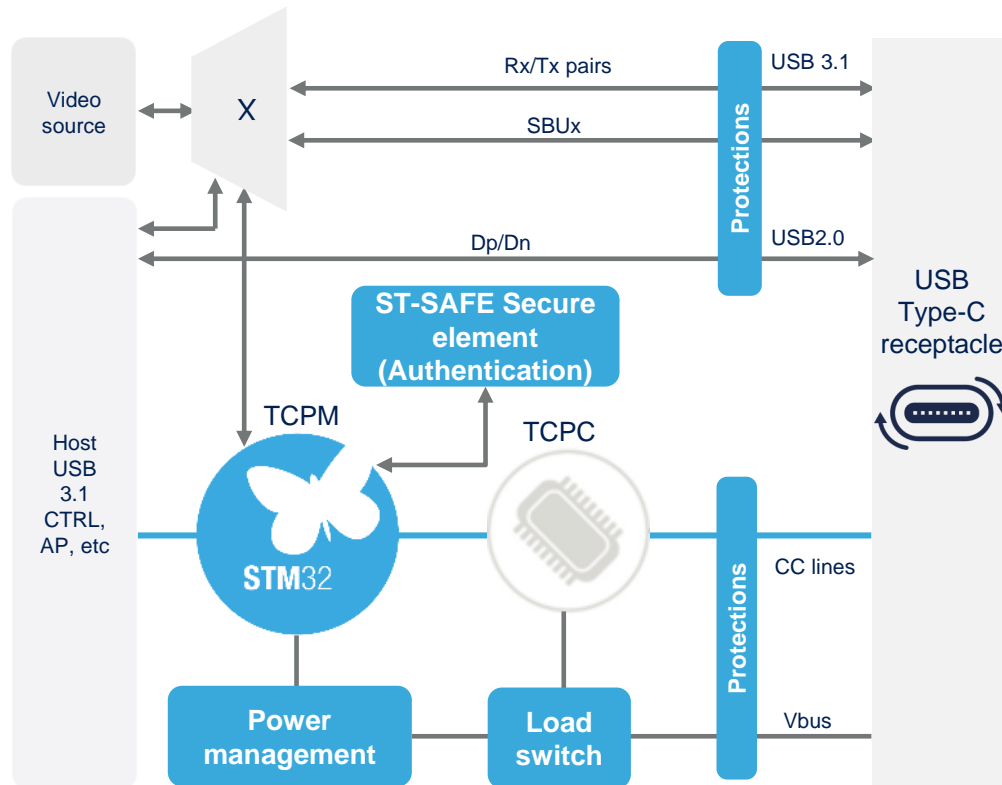 Video
source
X
Rx/Tx pairs
USB 3.1
SBUx
Protections
Dp/Dn
USB2.0
ST-SAFE Secure
element
(Authentication)
USB
Type-C
receptacle
TCPM
TCPC
Host
USB
3.1
CTRL,
AP, etc
STM32
CC lines
Protections
Power
management
Load
switch
Vbus